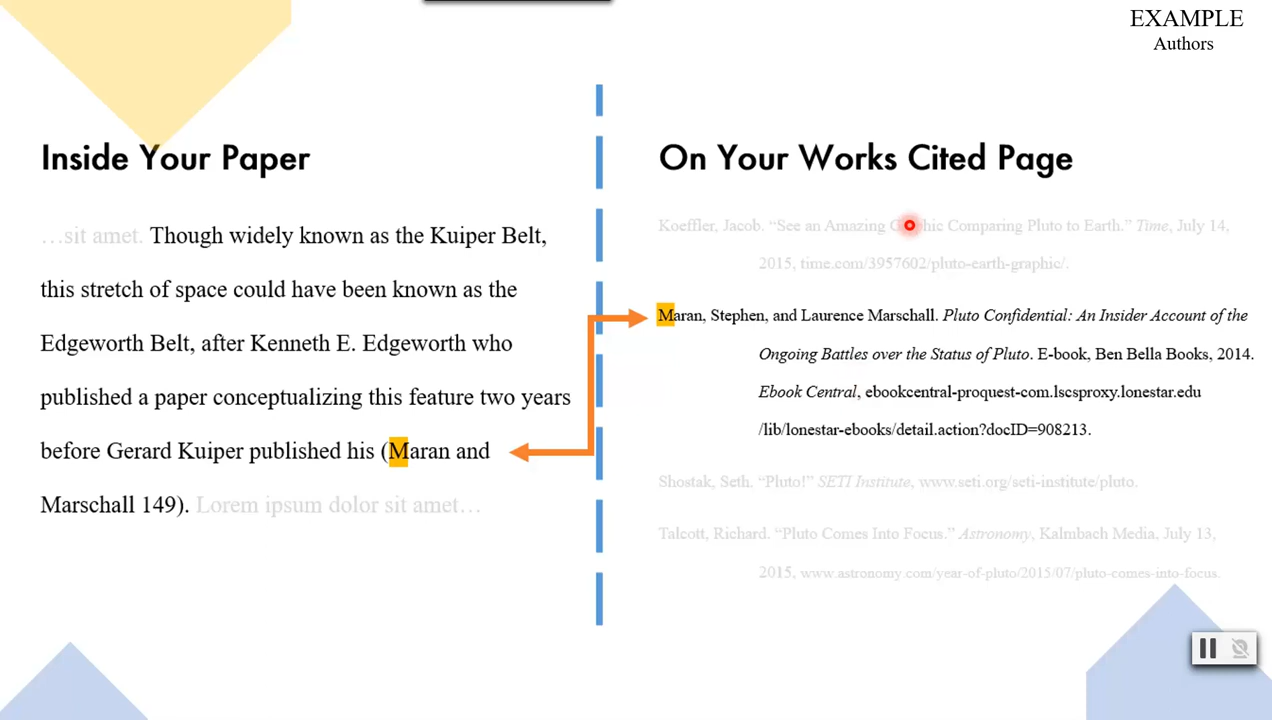 EXAMPLE
Authors
Inside Your Paper
…sit amet. Though widely known as the Kuiper Belt,
this stretch of space could have been known as the
Edgeworth Belt, after Kenneth E. Edgeworth who
published a paper conceptualizing this feature two years
before Gerard Kuiper published his (Maran and
Marschall 149). Lorem ipsum dolor sit amet…
On Your Works Cited Page
Koeffler, Jacob. “See an Amazing Graphic Comparing Pluto to Earth.” Time, July 14,
2015, time.com/3957602/pluto-earth-graphic/.
Maran, Stephen, and Laurence Marschall. Pluto Confidential: An Insider Account of the
Ongoing Battles over the Status of Pluto. E-book, Ben Bella Books, 2014.
Ebook Central, ebookcentral-proquest-com.lscsproxy.lonestar.edu
/lib/lonestar-ebooks/detail.action?docID=908213.
Shostak, Seth, “Pluto!” SETI Institute, www.seti.org/seti-institute/pluto.
Talcott, Richard. “Pluto Comes Into Focus.” Astronomy, Kalmbach Media, July 13,
2015, www.astronomy.com/year-of-pluto/2015/07/pluto-comes-into-focus.